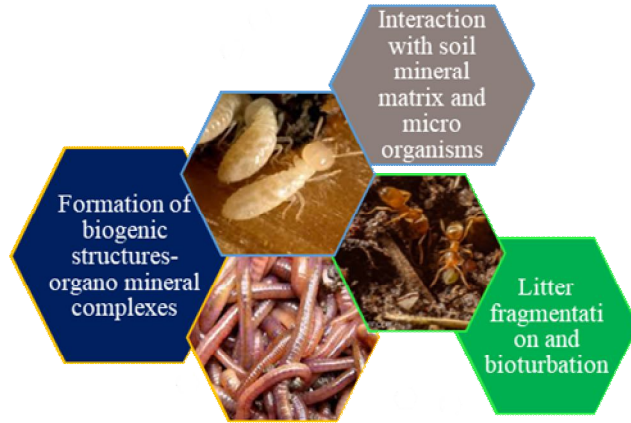 Interaction
with soil
mineral
matrix and
micro
organisms
Formation of
biogenic
structures-
organo mineral
complexes
Litter
fragmentati
on and
bioturbation